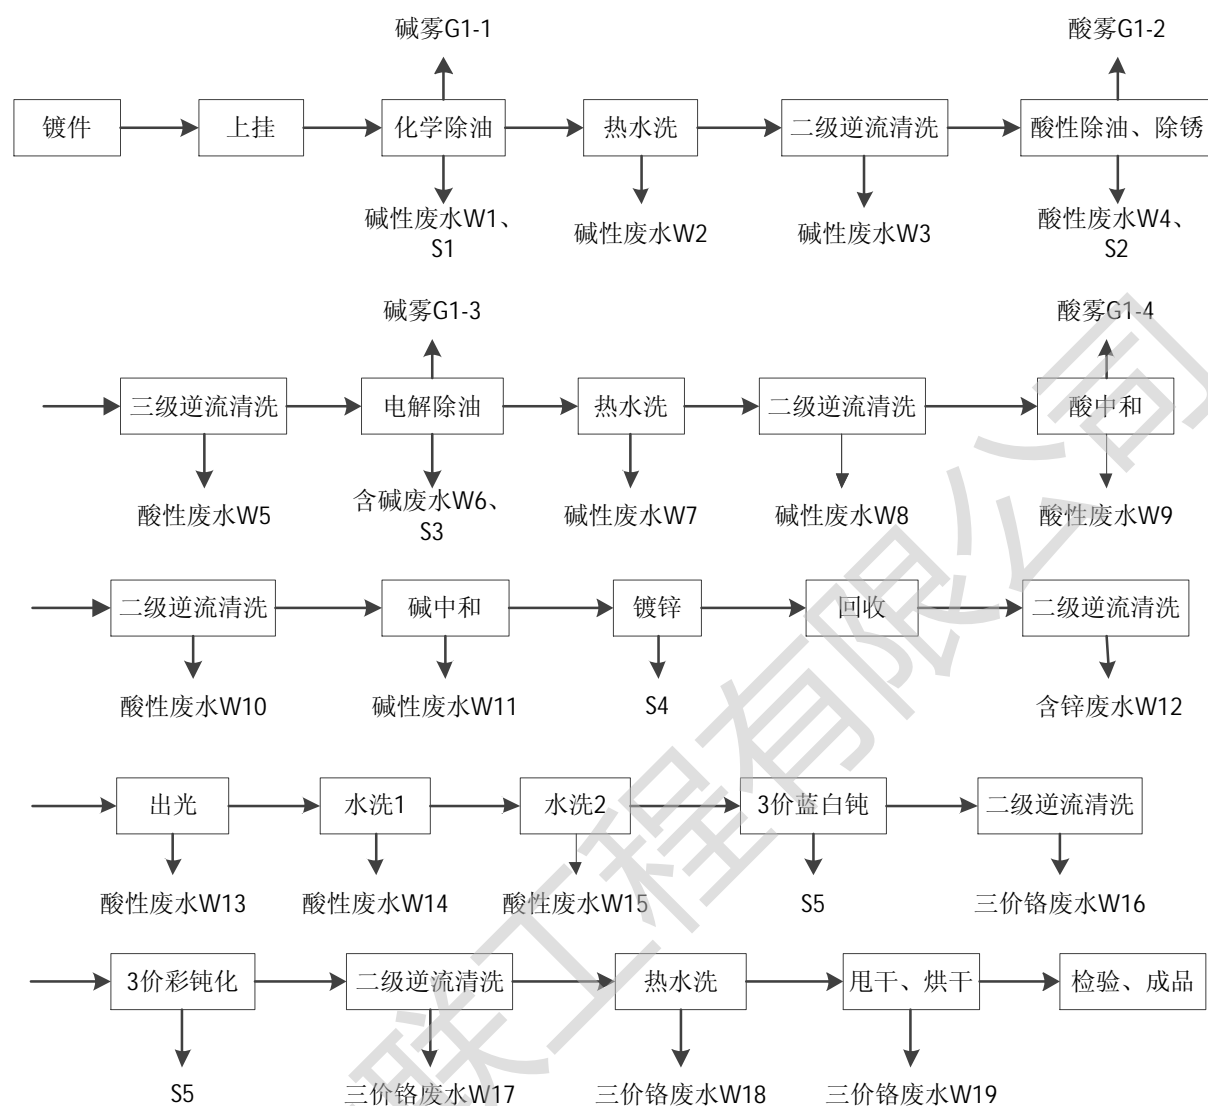 碱雾G1-1
酸雾G1-2
镀件
上挂
化学除油
热水洗
二级逆流清洗
酸性除油、除锈
碱性废水W1、
S1
碱性废水W2
碱性废水W3
酸性废水W4、
S2
碱雾G1-3
酸雾G1-4
三级逆流清洗
电解除油
热水洗
二级逆流清洗
酸中和
酸性废水W5
含碱废水W6、
S3
碱性废水W7
碱性废水W8
酸性废水W9
二级逆流清洗
碱中和
镀锌
回收
二级逆流清洗
酸性废水W10
碱性废水W11
S4
含锌废水W12
出光
水洗1
水洗2
3价蓝白钝
二级逆流清洗
酸性废水W13
酸性废水W14
酸性废水W15
S5
三价铬废水W16
3价彩钝化
二级逆流清洗
热水洗
甩干、烘干
检验、成品
S5
三价铬废水W17
三价铬废水W18
三价铬废水W19
联工程有限公司